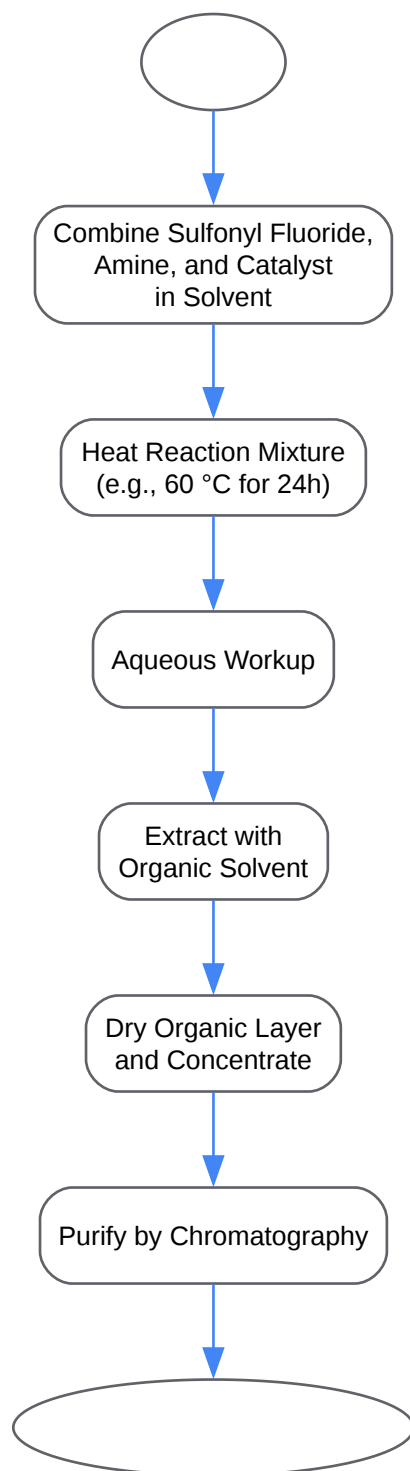 Combine Sulfonyl Fluoride,
Amine, and Catalyst
in Solvent
Heat Reaction Mixture
(e.g., 60 °C for 24h)
Aqueous Workup
Extract with
Organic Solvent
Dry Organic Layer
and Concentrate
Purify by Chromatography